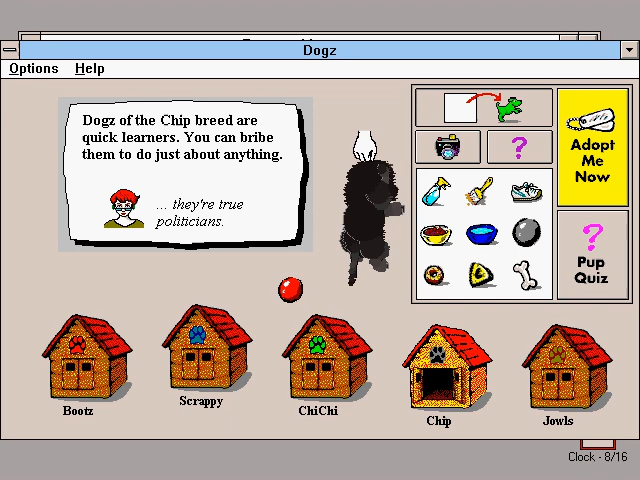 Dogz
Options Help
Dogz of the Chip breed are
quick learners. You can bribe
them to do just about anything.
... they're true
politicians.
?
Adopt
Me
Now
?
Pup
Quiz
Bootz
Scrappy
ChiChi
Chip
Jowls
Clock - 8/16